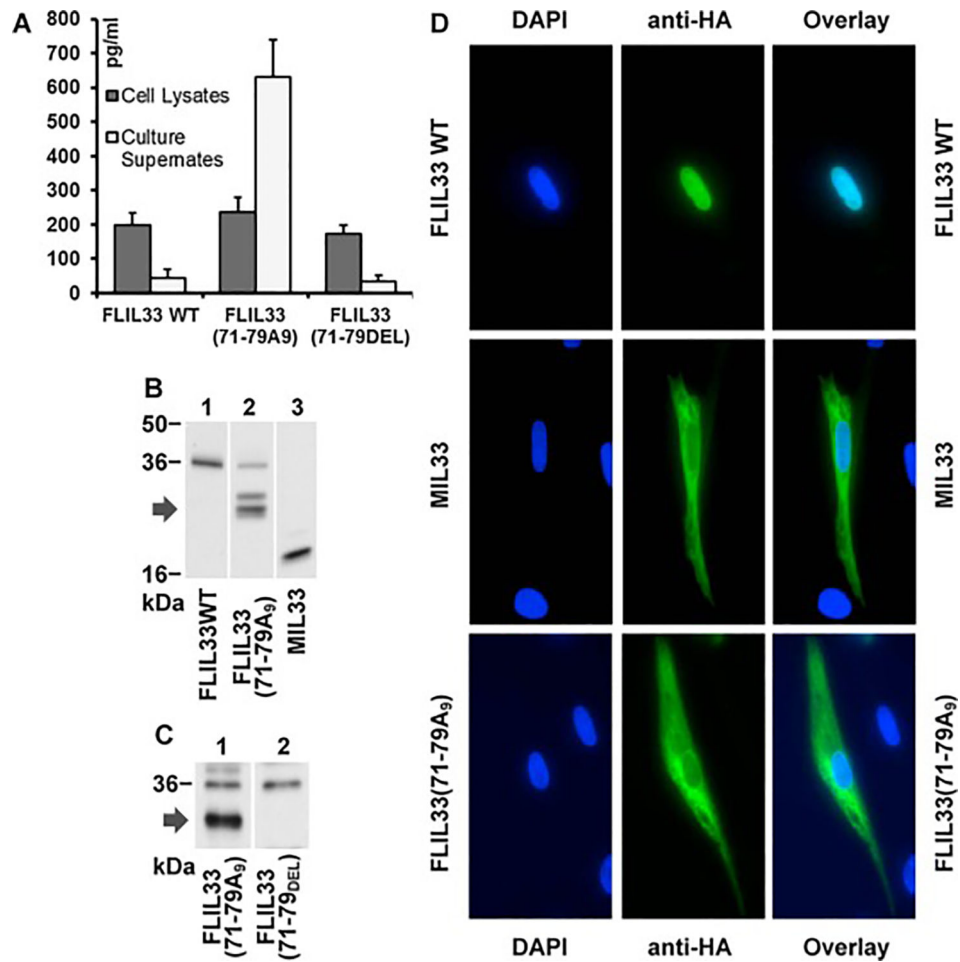 A
pg/ml
800
700
600
500
400
300
200
100
0
Cell Lysates
Culture
Supernates
FLIL33 WT
FLIL33
(71-79A9)
FLIL33
(71-79DEL)
B
1 2 3
50–
36–
16–
kDa
FLIL33WT
FLIL33
(71-79A₉)
MIL33
C
1 2
36–
kDa
FLIL33
(71-79A₉)
FLIL33
(71-79DEL)
D
DAPI anti-HA Overlay
FLIL33 WT
FLIL33 WT
MIL33
MIL33
FLIL33(71-79A₉)
FLIL33(71-79A₉)
DAPI anti-HA Overlay